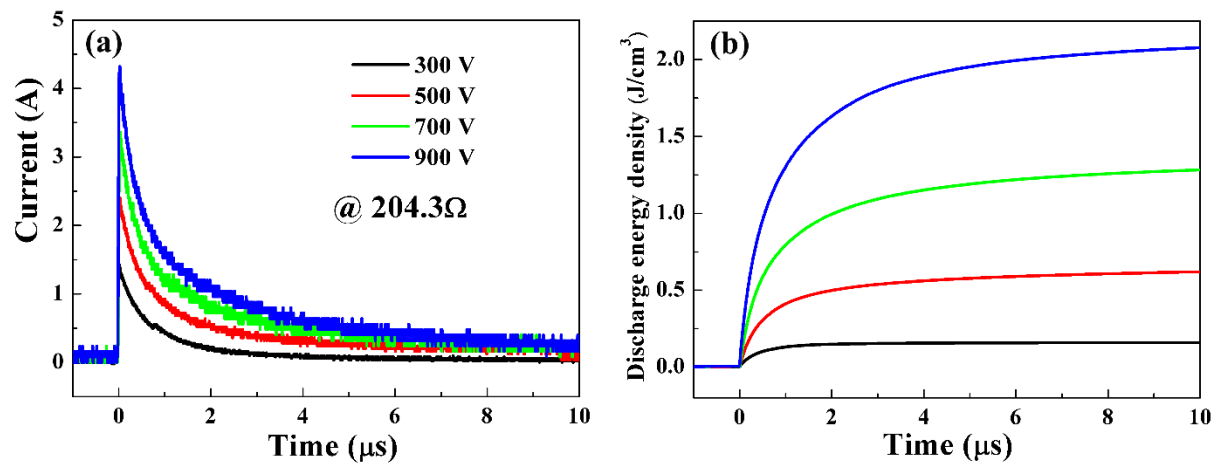 (a)
5
4
3
2
1
0
Current (A)
300 V
500 V
700 V
900 V
@ 204.3Ω
0 2 4 6 8 10
Time (μs)
(b)
2.0
1.5
1.0
0.5
0.0
Discharge energy density (J/cm³)
0 2 4 6 8 10
Time (μs)